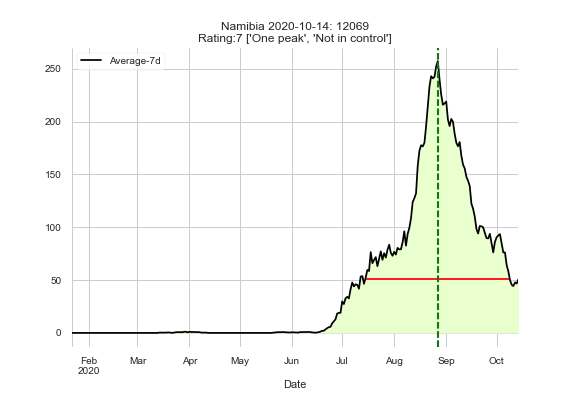 Namibia 2020-10-14: 12069
Rating:7 ['One peak', 'Not in control']
Average-7d
250
200
150
100
50
0
Feb Mar Apr May Jun Jul Aug Sep Oct
2020
Date